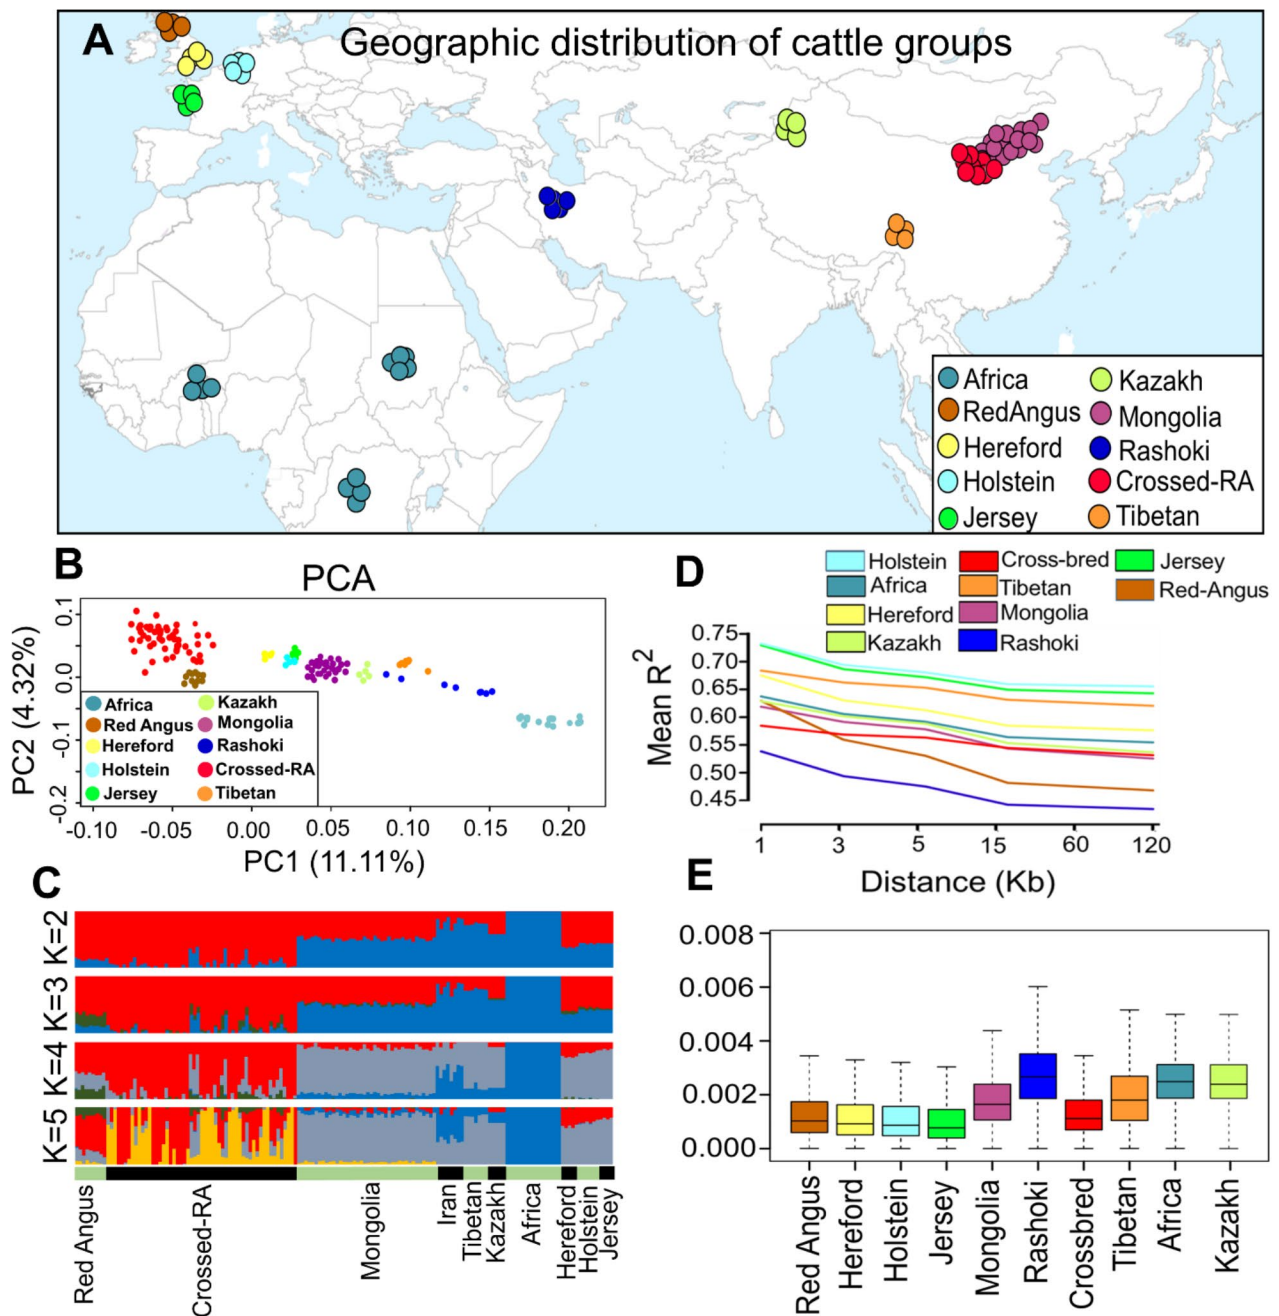 A
Geographic distribution of cattle groups
Africa
Kazakh
RedAngus
Mongolia
Hereford
Rashoki
Holstein
Crossed-RA
Jersey
Tibetan
B
PCA
PC2 (4.32%)
0.1
0.0
-0.1
-0.2
Africa
Kazakh
Red Angus
Mongolia
Hereford
Rashoki
Holstein
Crossed-RA
Jersey
Tibetan
-0.10 -0.05 0.00 0.05 0.10 0.15 0.20
PC1 (11.11%)
D
Holstein
Cross-bred
Jersey
Africa
Tibetan
Red-Angus
Hereford
Mongolia
Kazakh
Rashoki
Mean R²
0.75
0.70
0.65
0.60
0.55
0.50
0.45
1 3 5 15 60 120
Distance (Kb)
C
K=2
K=3
K=4
K=5
Red Angus
Crossed-RA
Mongolia
Iran
Tibetan
Kazakh
Africa
Hereford
Holstein
Jersey
E
0.008
0.006
0.004
0.002
0.000
Red Angus
Hereford
Holstein
Jersey
Mongolia
Rashoki
Crossbred
Tibetan
Africa
Kazakh